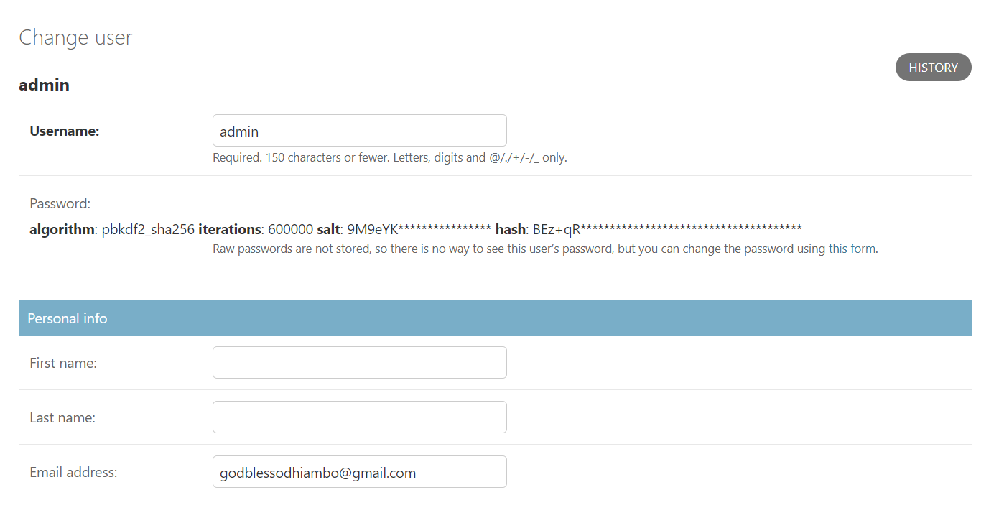 Change user
HISTORY
admin
Username:
admin
Required. 150 characters or fewer. Letters, digits and @/./+/-/_ only.
Password:
algorithm: pbkdf2_sha256 iterations: 600000 salt: 9M9eYK**************** hash: BEz+qR**************************************
Raw passwords are not stored, so there is no way to see this user’s password, but you can change the password using this form.
Personal info
First name:
Last name:
Email address:
godblessodhiambo@gmail.com